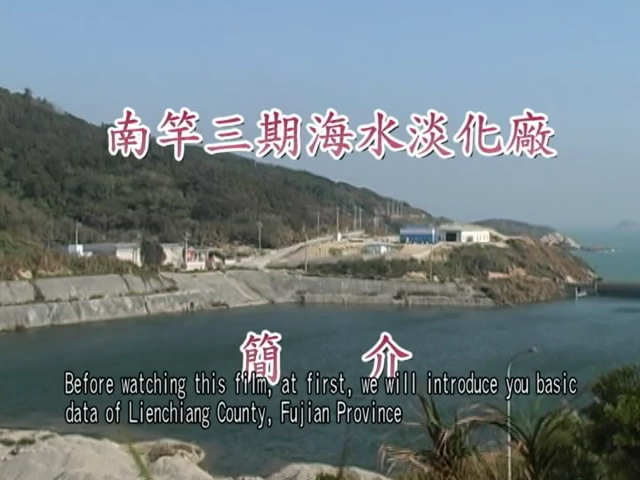 南竿三期海水淡化廠
簡 介
Before watching this film, at first, we will introduce you basic
data of Lienchiang County, Fujian Province